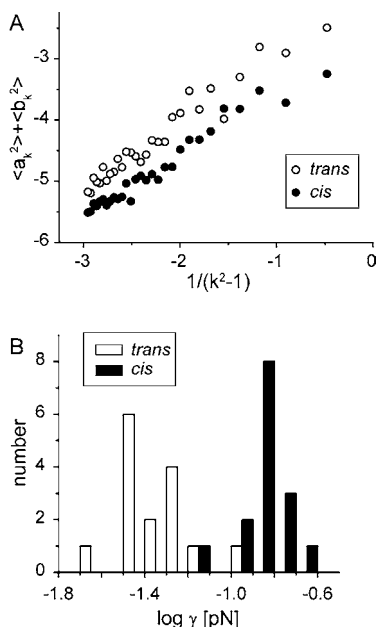 A
<a_k^2>+<b_k^2>
-3
-4
-5
-6
trans
cis
-3 -2 -1 0
1/(k^2-1)
B
trans
cis
number
8
6
4
2
0
-1.8 -1.4 -1.0 -0.6
log γ [pN]